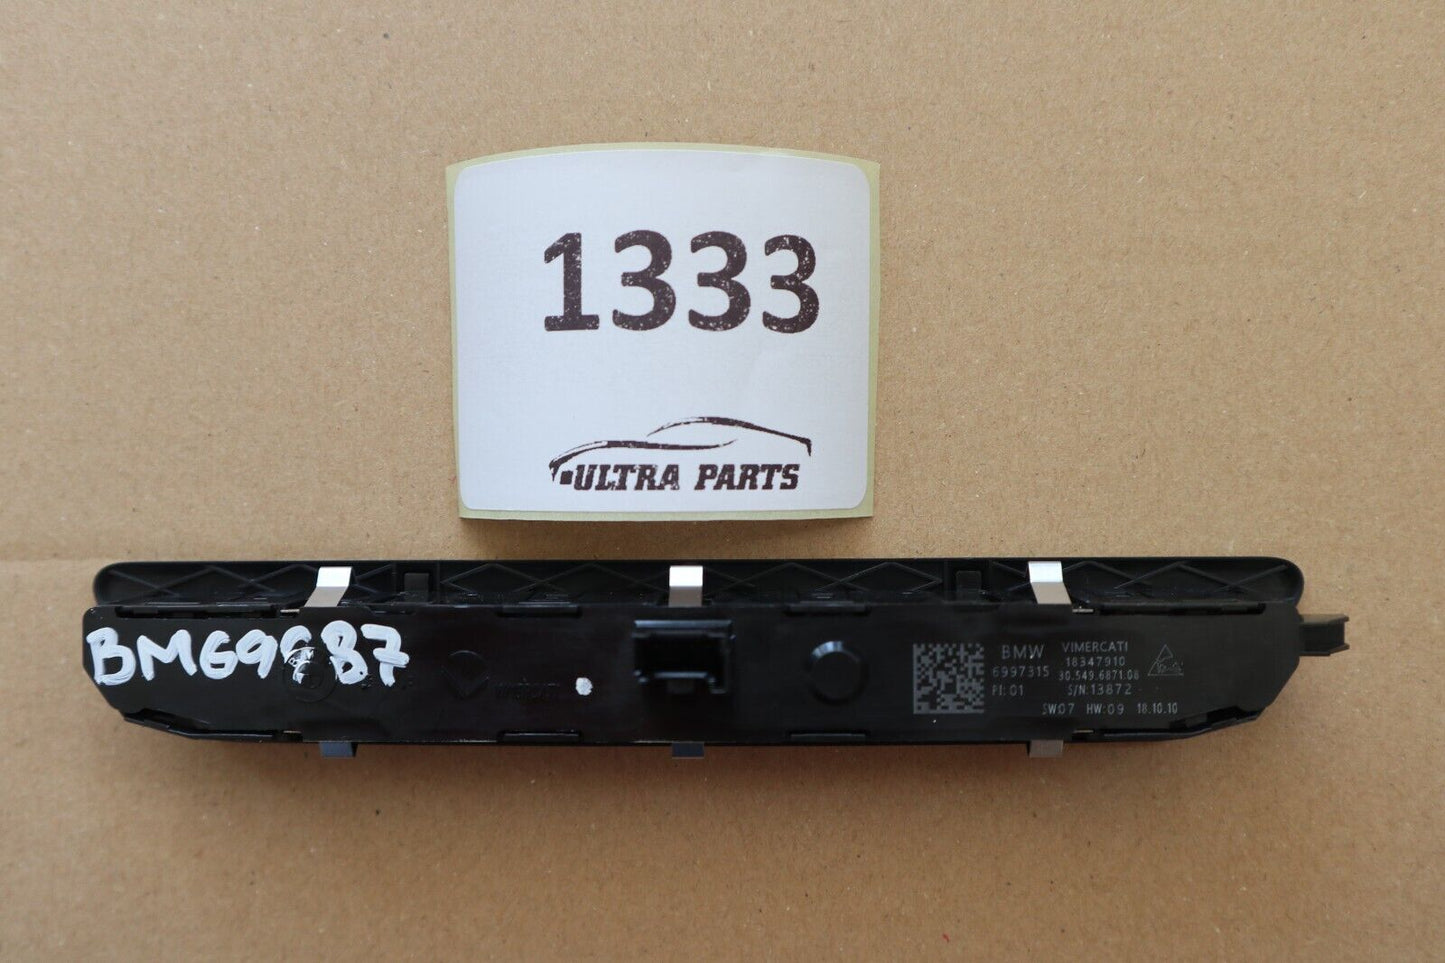 1333
ULTRA PARTS
BM69687
BMW
6997315
PI:01
VIMERCATI
18347910
30.549.6871.08
S/N:13872
SW:07 HW:09 18.10.10